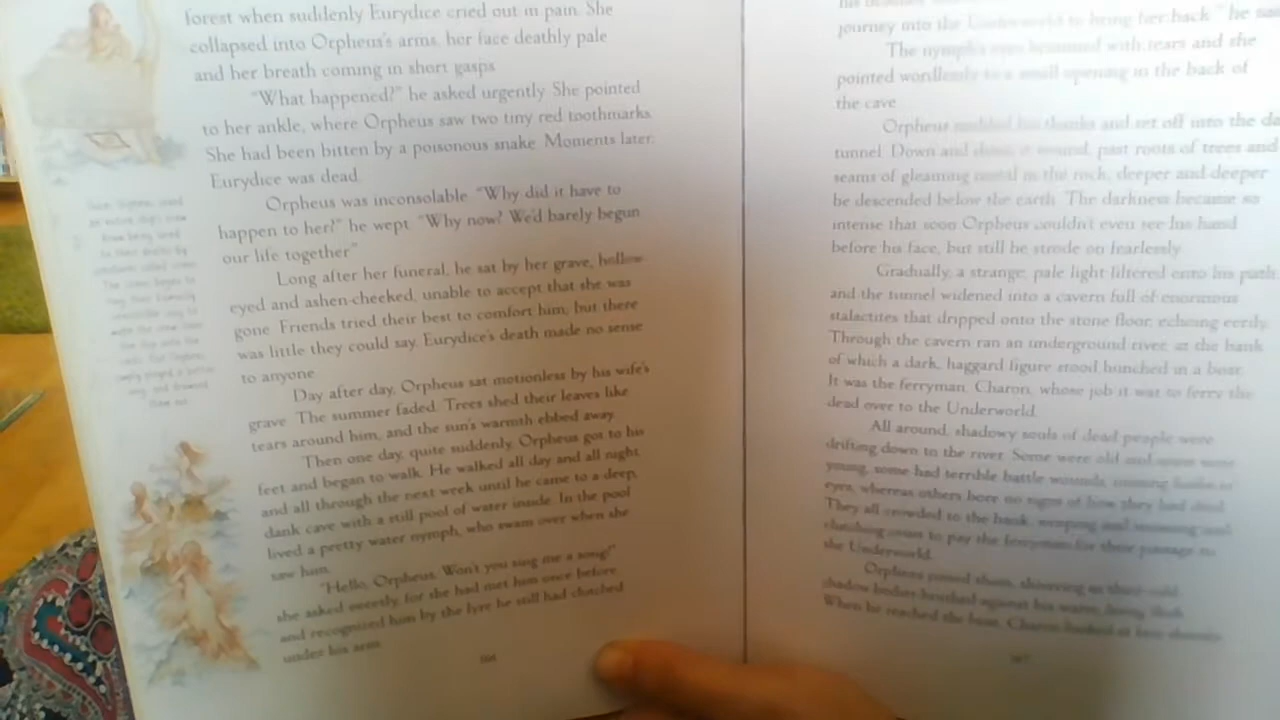 forest when suddenly Eurydice cried out in pain. She
collapsed into Orpheus's arms, her face deathly pale
and her breath coming in short gasps.
"What happened?" he asked urgently. She pointed
to her ankle, where Orpheus saw two tiny red toothmarks.
She had been bitten by a poisonous snake. Moments later,
Eurydice was dead.
Orpheus was inconsolable. "Why did it have to
happen to her?" he wept. "Why now? We'd barely begun
our life together."
Long after her funeral, he sat by her grave, hollow-
eyed and ashen-cheeked, unable to accept that she was
gone. Friends tried their best to comfort him, but there
was little they could say. Eurydice's death made no sense
to anyone.
Day after day, Orpheus sat motionless by his wife's
grave. The summer faded. Trees shed their leaves like
tears around him, and the sun's warmth ebbed away.
Then one day, quite suddenly, Orpheus got to his
feet and began to walk. He walked all day and all night
and all through the next week until he came to a deep,
dank cave with a still pool of water inside. In the pool
lived a pretty water nymph, who swam over when she
saw him.
"Hello, Orpheus. Won't you sing me a song?"
she asked sweetly, for she had met him once before
and recognized him by the lyre he still had clutched
under his arm.
166
journey into the Underworld to bring her back," he
The nymph's eyes brimmed with tears and she
pointed wordlessly to a small opening in the back of
the cave.
Orpheus nodded his thanks and set off into the
tunnel. Down and down it wound, past roots of trees and
seams of gleaming metal in the rock, deeper and deeper
he descended below the earth. The darkness became so
intense that soon Orpheus couldn't even see his hand
before his face, but still he strode on fearlessly.
Gradually, a strange, pale light filtered onto his path
and the tunnel widened into a cavern full of enormous
stalactites that dripped onto the stone floor, echoing eerily.
Through the cavern ran an underground river, at the bank
of which a dark, haggard figure stood hunched in a boat.
It was the ferryman, Charon, whose job it was to ferry the
dead over to the Underworld.
All around, shadowy souls of dead people were
drifting down to the river. Some were old and some were
young, some had terrible battle wounds, missing limbs or
eyes, whereas others bore no signs of how they had died.
They all crowded to the bank, weeping and moaning and
clutching coins to pay the ferryman for their passage to
the Underworld.
Orpheus passed them, shivering as their cold
shadow bodies brushed against his warm, living flesh.
When he reached the boat, Charon looked at him
167